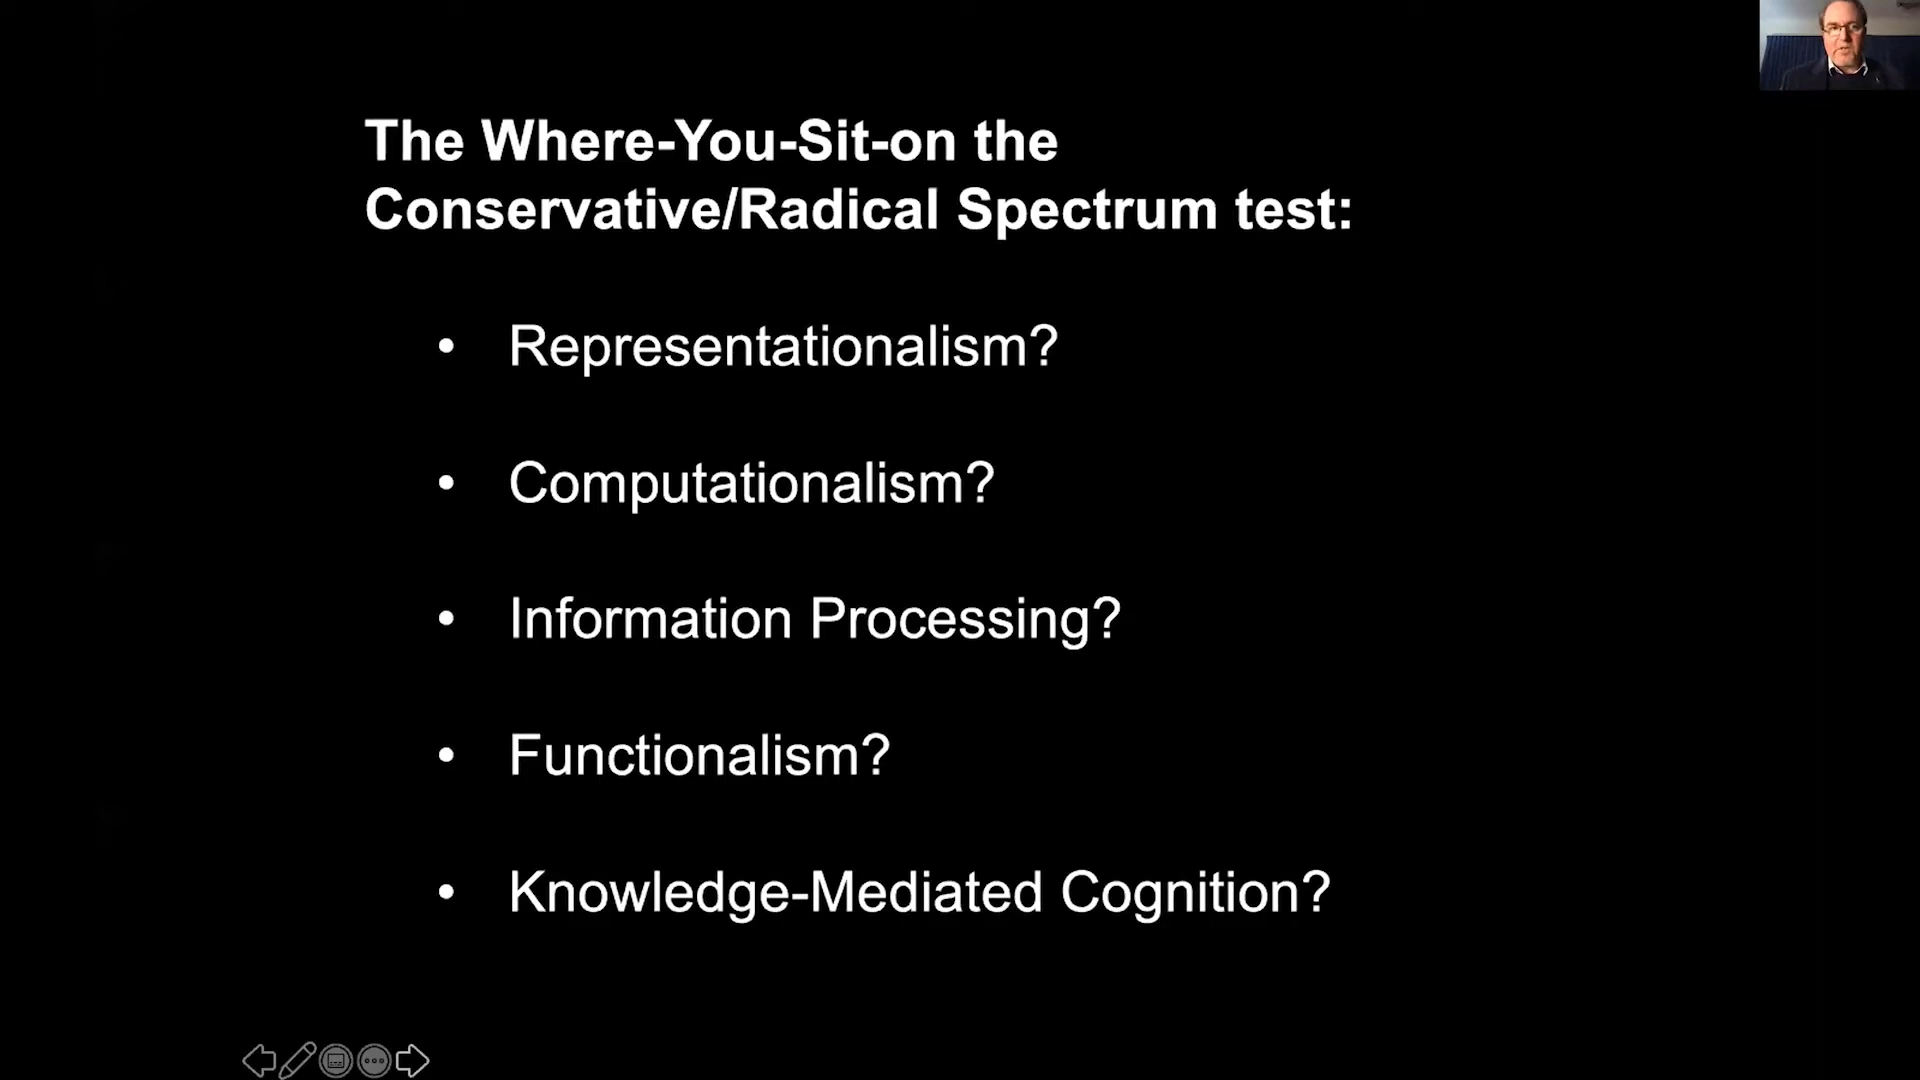 The Where-You-Sit-on the
Conservative/Radical Spectrum test:
• Representationalism?
• Computationalism?
• Information Processing?
• Functionalism?
• Knowledge-Mediated Cognition?